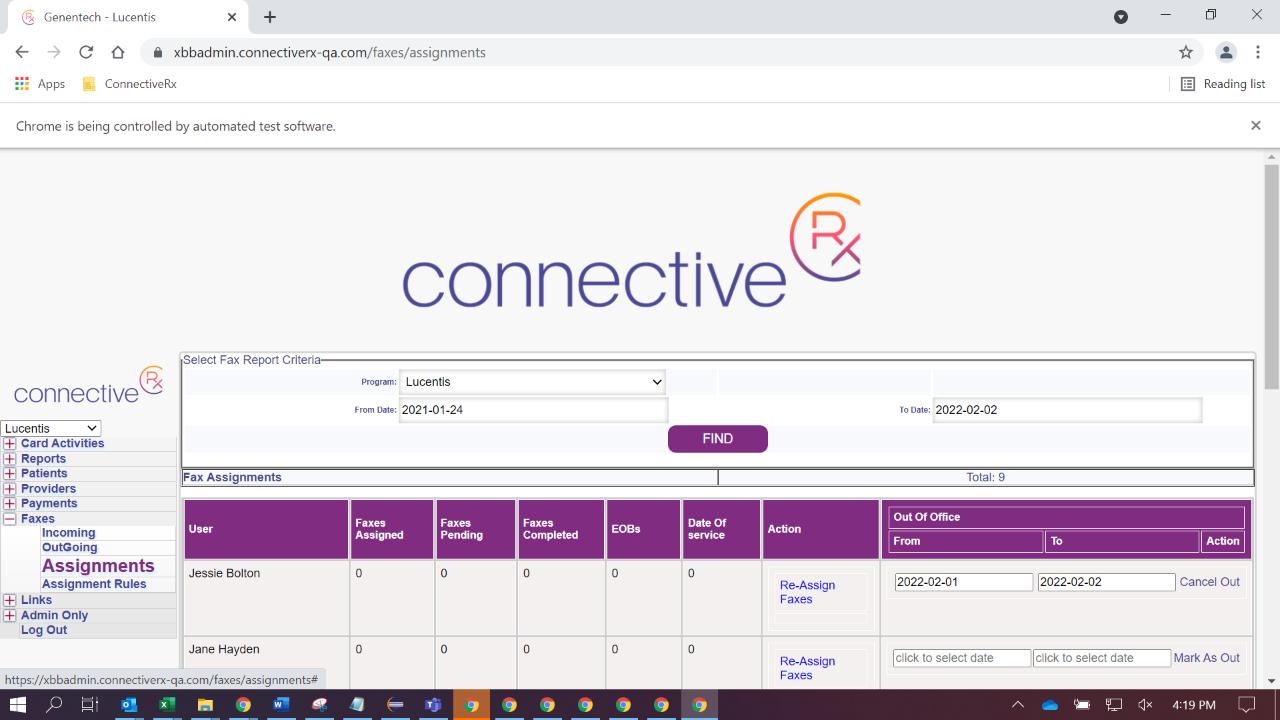 Genentech - Lucentis
xbbadmin.connectiverx-qa.com/faxes/assignments
Apps
ConnectiveRx
Reading list
Chrome is being controlled by automated test software.
connective Rx
connective Rx
Lucentis
Card Activities
Reports
Patients
Providers
Payments
Faxes
Incoming
OutGoing
Assignments
Assignment Rules
Links
Admin Only
Log Out
Select Fax Report Criteria
Program: Lucentis
From Date: 2021-01-24 To Date: 2022-02-02
FIND
Fax Assignments Total: 9
User Faxes Assigned Faxes Pending Faxes Completed EOBs Date Of service Action Out Of Office
From To Action
Jessie Bolton 0 0 0 0 0 Re-Assign Faxes 2022-02-01 2022-02-02 Cancel Out
Jane Hayden 0 0 0 0 0 Re-Assign Faxes click to select date click to select date Mark As Out
https://xbbadmin.connectiverx-qa.com/faxes/assignments#
4:19 PM